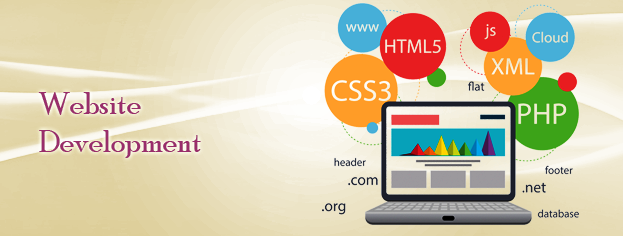 Website
Development
www
HTML5
CSS3
js
Cloud
XML
flat
PHP
header
.com
.org
footer
.net
database